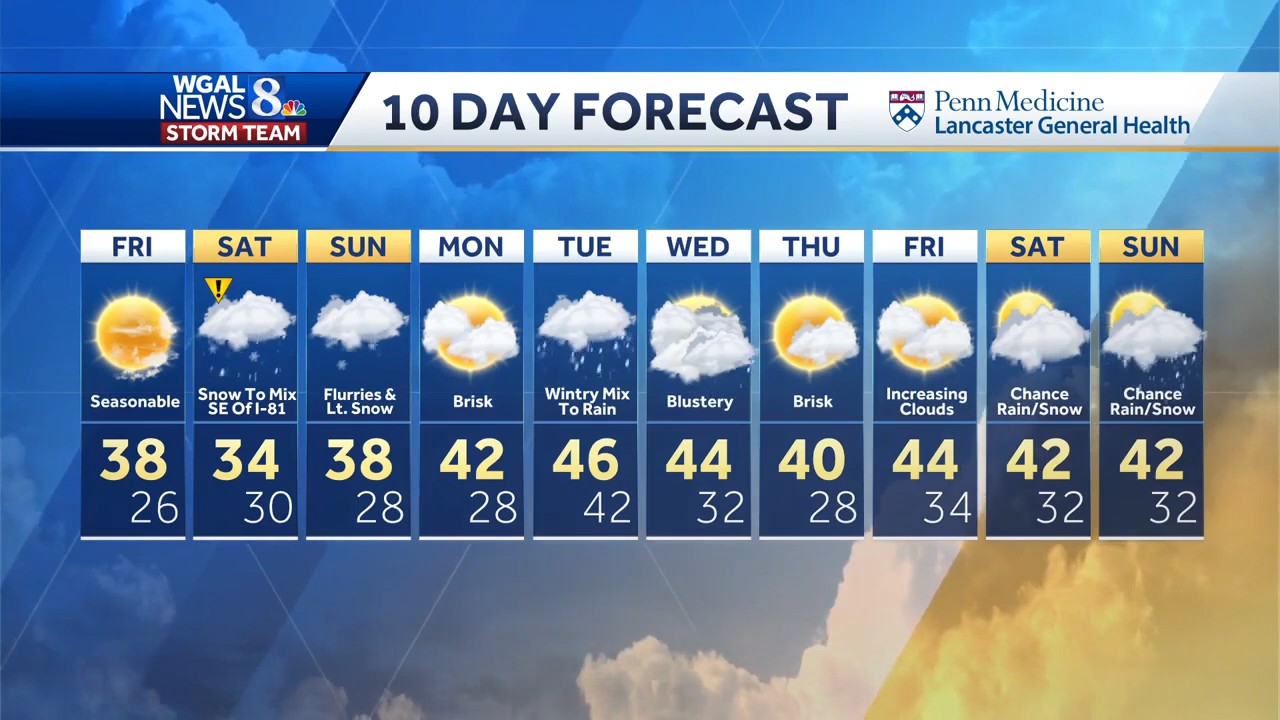 WGAL
NEWS 8
STORM TEAM
10 DAY FORECAST
Penn Medicine
Lancaster General Health
FRI SAT SUN MON TUE WED THU FRI SAT SUN
!
Seasonable
Snow To Mix
SE Of I-81
Flurries &
Lt. Snow
Brisk
Wintry Mix
To Rain
Blustery
Brisk
Increasing
Clouds
Chance
Rain/Snow
Chance
Rain/Snow
38 34 38 42 46 44 40 44 42 42
26 30 28 28 42 32 28 34 32 32